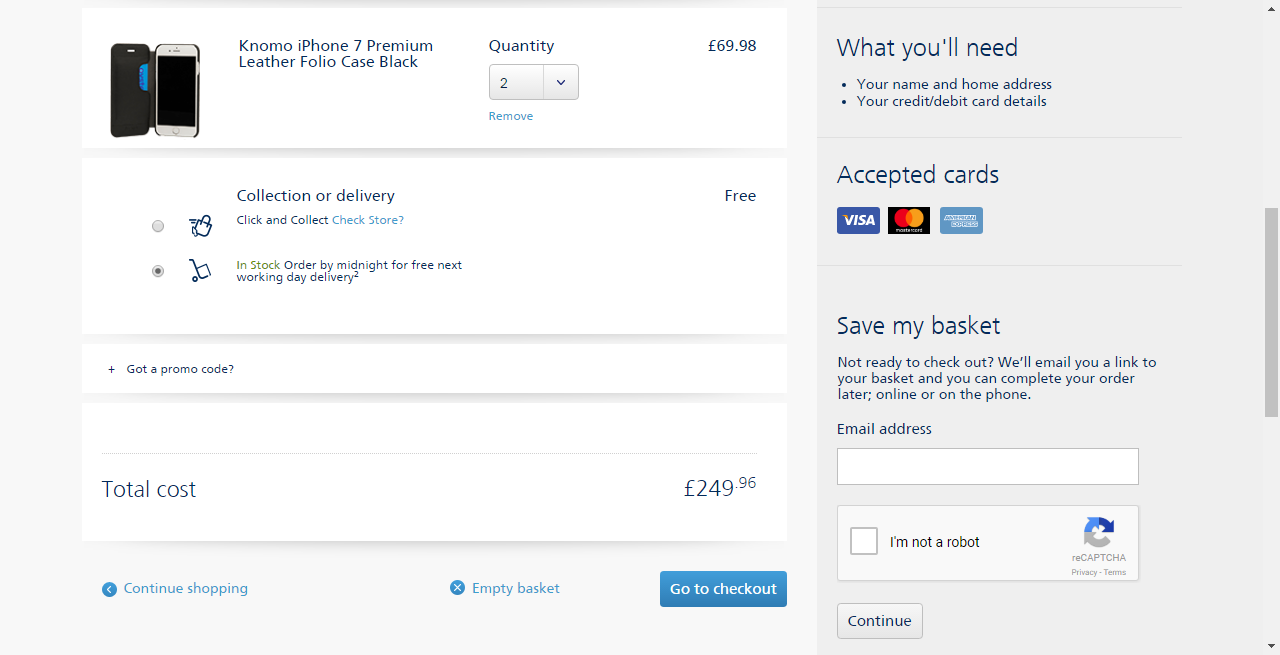 Knomo iPhone 7 Premium
Leather Folio Case Black
Quantity
£69.98
2
Remove
Collection or delivery
Free
Click and Collect Check Store?
In Stock Order by midnight for free next
working day delivery²
+ Got a promo code?
Total cost
£249.96
Continue shopping
Empty basket
Go to checkout
What you'll need
• Your name and home address
• Your credit/debit card details
Accepted cards
VISA
mastercard
AMERICAN
EXPRESS
Save my basket
Not ready to check out? We’ll email you a link to
your basket and you can complete your order
later; online or on the phone.
Email address
I'm not a robot
reCAPTCHA
Privacy - Terms
Continue